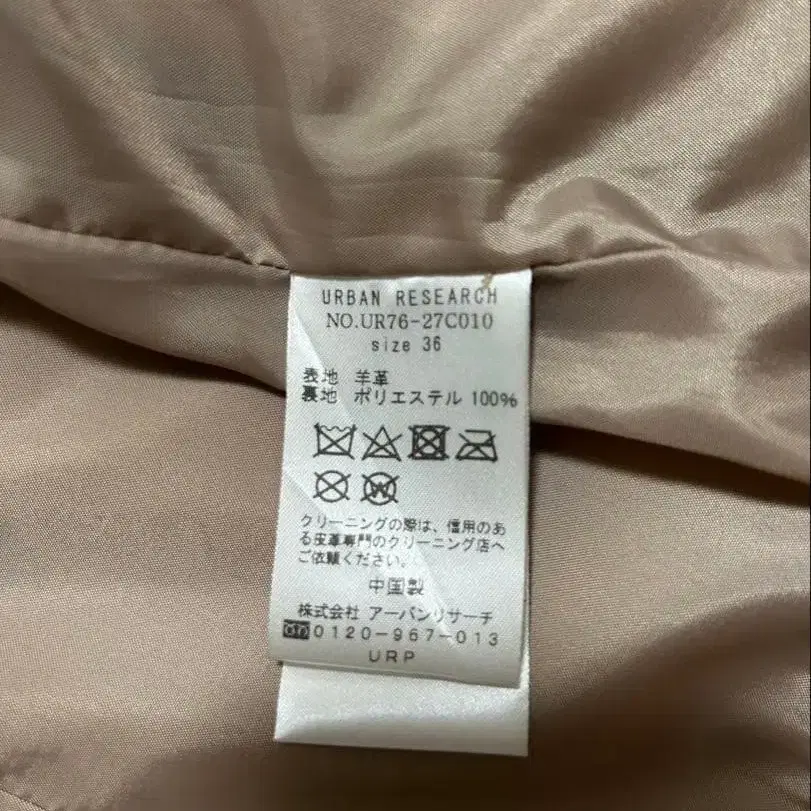 URBAN RESEARCH
NO.UR76-27C010
size 36
表地 羊革
裏地 ポリエステル 100%
クリーニングの際は、信用のあ
る皮革専門のクリーニング店へ
ご依頼ください。
中国製
株式会社 アーバンリサーチ
0120-967-013
URP